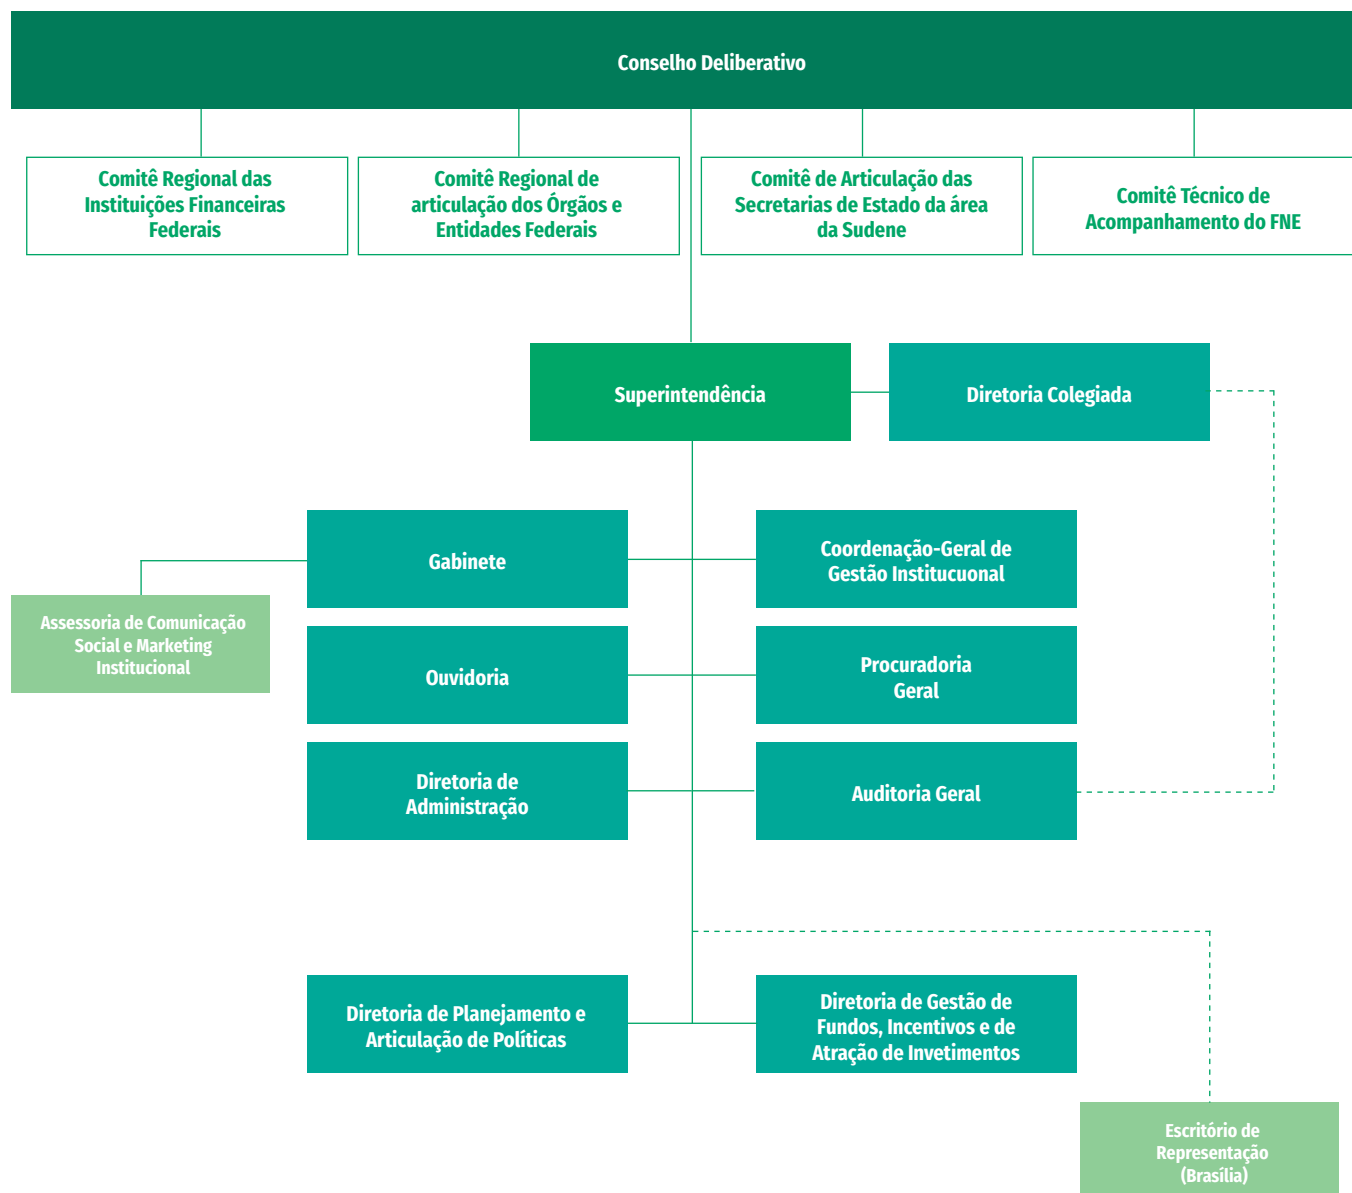 Conselho Deliberativo
Comitê Regional das
Instituições Financeiras
Federais
Comitê Regional de
articulação dos Órgãos e
Entidades Federais
Comitê de Articulação das
Secretarias de Estado da área
da Sudene
Comitê Técnico de
Acompanhamento do FNE
Superintendência
Diretoria Colegiada
Gabinete
Coordenação-Geral de
Gestão Institucuonal
Assessoria de Comunicação
Social e Marketing
Institucional
Ouvidoria
Procuradoria
Geral
Diretoria de
Administração
Auditoria Geral
Diretoria de Planejamento e
Articulação de Políticas
Diretoria de Gestão de
Fundos, Incentivos e de
Atração de Invetimentos
Escritório de
Representação
(Brasília)